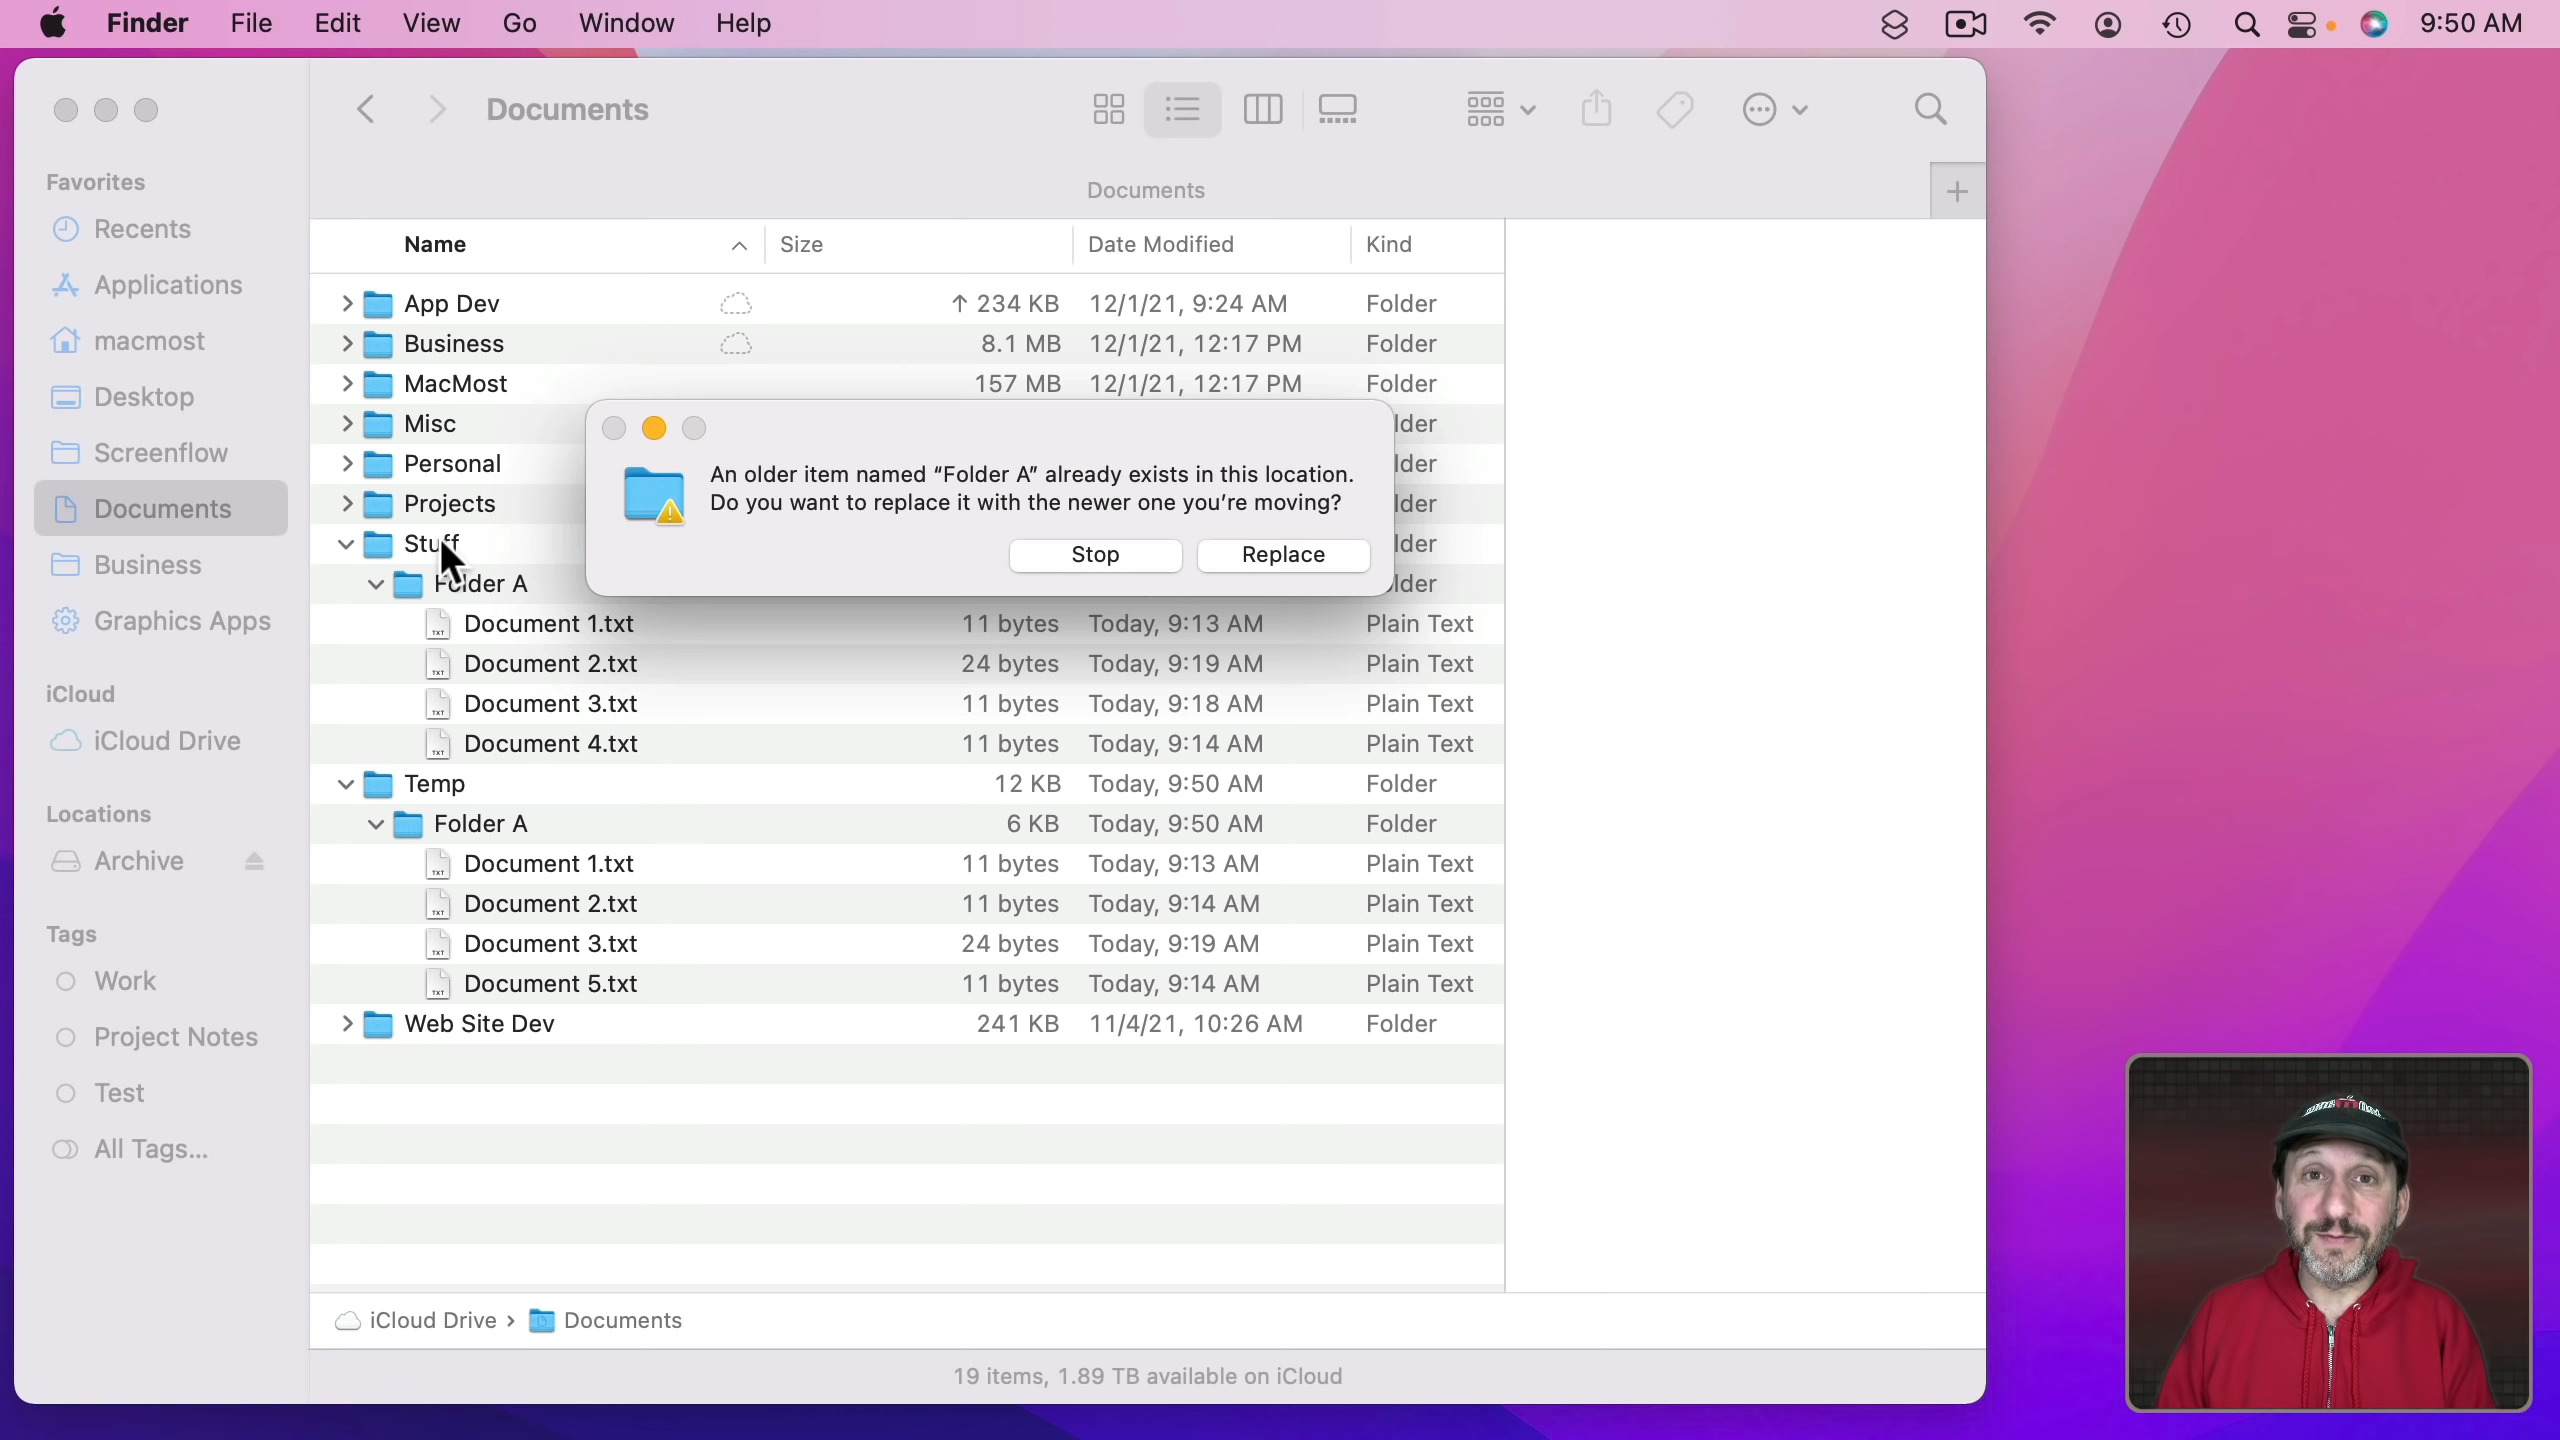 Finder File Edit View Go Window Help 9:50 AM
Documents
Documents
Favorites
Recents
Applications
macmost
Desktop
Screenflow
Documents
Business
Graphics Apps
iCloud
iCloud Drive
Locations
Archive
Tags
Work
Project Notes
Test
All Tags...
Name Size Date Modified Kind
App Dev ↑ 234 KB 12/1/21, 9:24 AM Folder
Business 8.1 MB 12/1/21, 12:17 PM Folder
MacMost 157 MB 12/1/21, 12:17 PM Folder
Misc lder
Personal lder
Projects lder
Stuff lder
Folder A lder
An older item named “Folder A” already exists in this location.
Do you want to replace it with the newer one you’re moving?
Stop Replace
Document 1.txt 11 bytes Today, 9:13 AM Plain Text
Document 2.txt 24 bytes Today, 9:19 AM Plain Text
Document 3.txt 11 bytes Today, 9:18 AM Plain Text
Document 4.txt 11 bytes Today, 9:14 AM Plain Text
Temp 12 KB Today, 9:50 AM Folder
Folder A 6 KB Today, 9:50 AM Folder
Document 1.txt 11 bytes Today, 9:13 AM Plain Text
Document 2.txt 11 bytes Today, 9:14 AM Plain Text
Document 3.txt 24 bytes Today, 9:19 AM Plain Text
Document 5.txt 11 bytes Today, 9:14 AM Plain Text
Web Site Dev 241 KB 11/4/21, 10:26 AM Folder
iCloud Drive › Documents
19 items, 1.89 TB available on iCloud